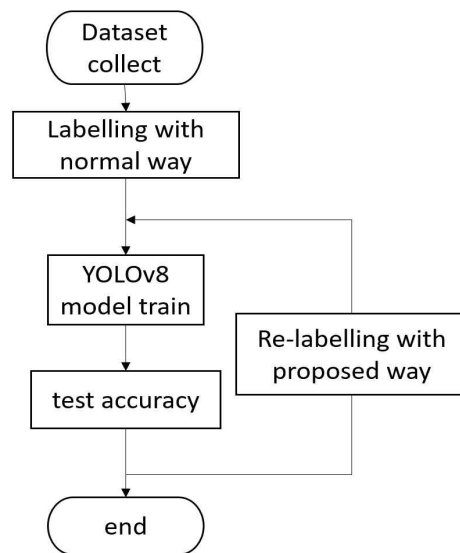 Dataset
collect
Labelling with
normal way
YOLOv8
model train
Re-labelling with
proposed way
test accuracy
end